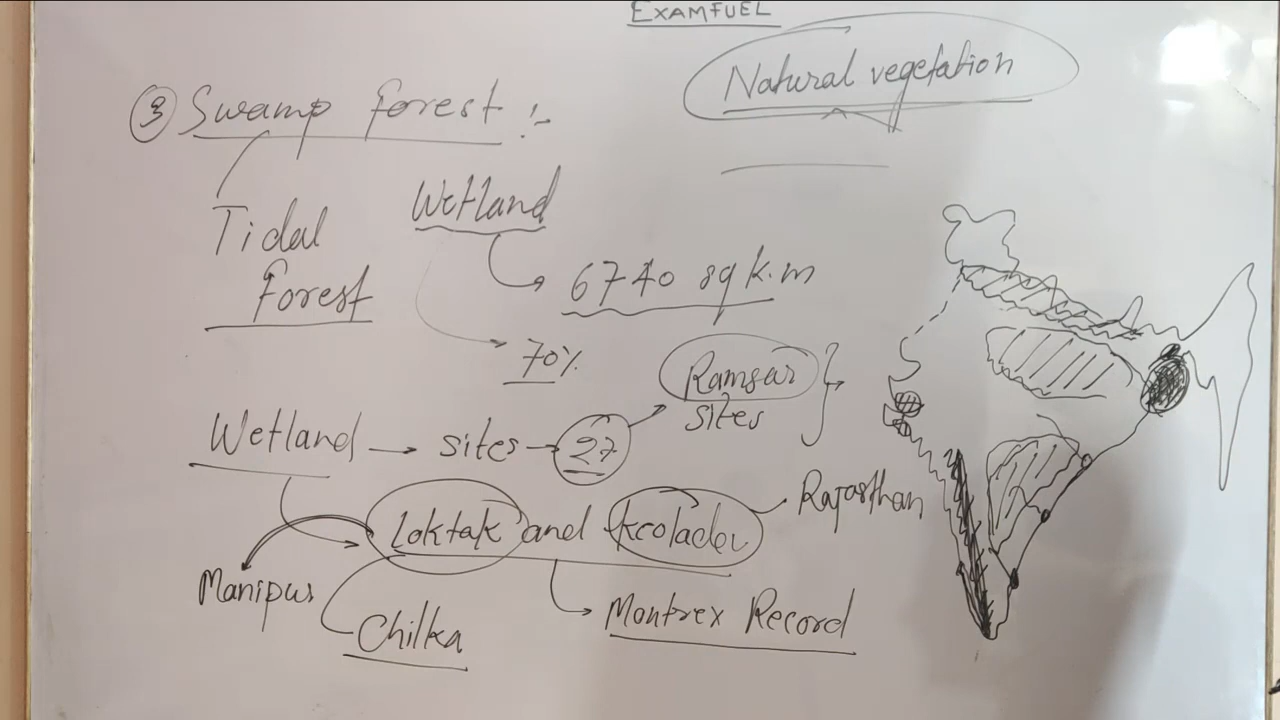 EXAMFUEL
Natural vegetation
③ Swamp forest :-
Tidal
forest
Wetland
6740 sq k.m
70%
Ramsar
sites
Wetland → sites → 27
Loktak and Keoladev
Rajasthan
Manipur
Chilka
Montrex Record